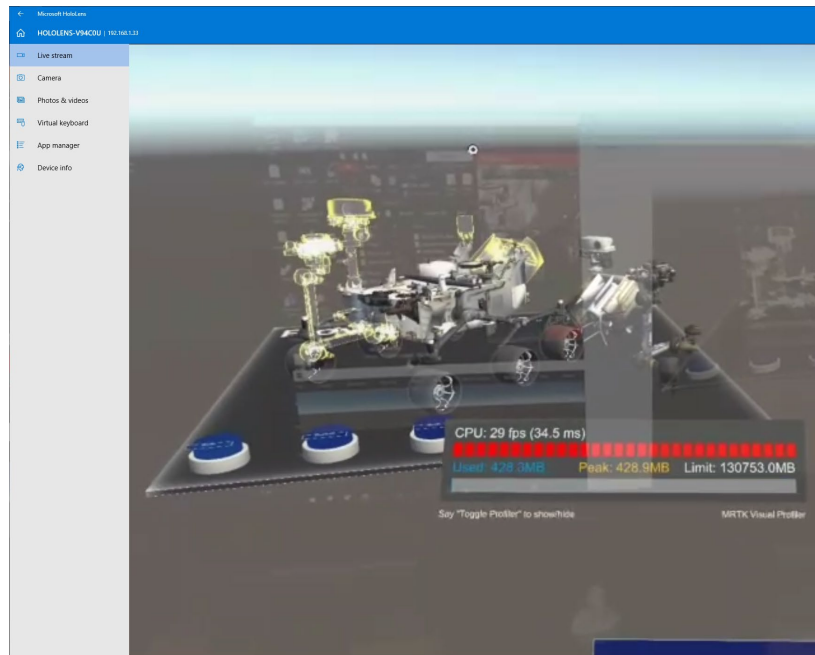 Microsoft HoloLens
HOLOLENS-V94C0U | 192.168.1.33
Live stream
Camera
Photos & videos
Virtual keyboard
App manager
Device info
CPU: 29 fps (34.5 ms)
Used: 428.3MB Peak: 428.9MB Limit: 130753.0MB
Say "Toggle Profiler" to show/hide MRTK Visual Profiler